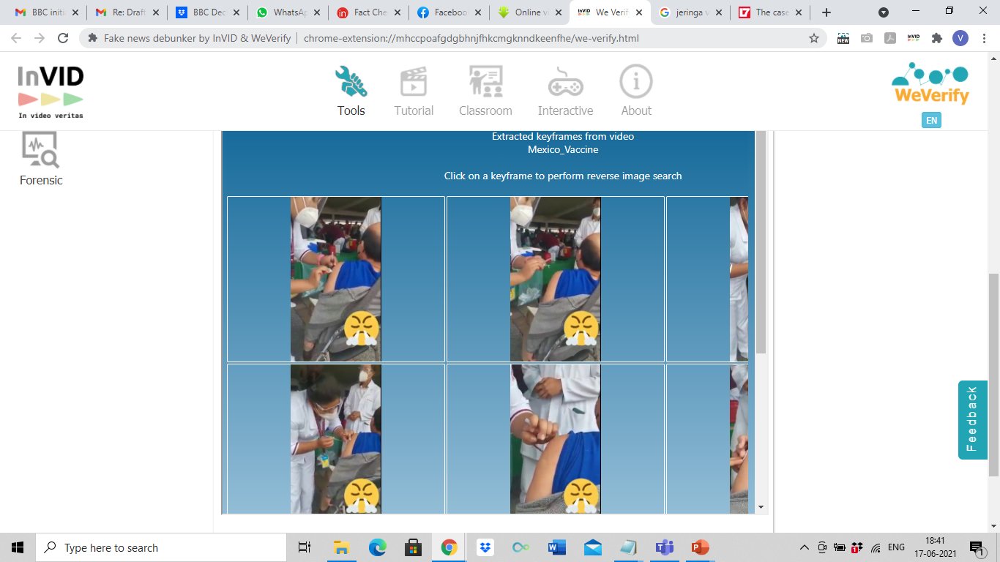 BBC initi
Re: Draft
BBC Dec
WhatsAp
Fact Che
Faceboo
Online v
We Verif
jeringa v
The case
Fake news debunker by InVID & WeVerify | chrome-extension://mhccpoafgdgbhnjfhkcmgknndkeenfhe/we-verify.html
NEW
InVID
V
InVID
In video veritas
Tools
Tutorial
Classroom
Interactive
About
WeVerify
EN
Forensic
Extracted keyframes from video
Mexico_Vaccine
Click on a keyframe to perform reverse image search
Feedback
Type here to search
ENG
18:41
17-06-2021
1